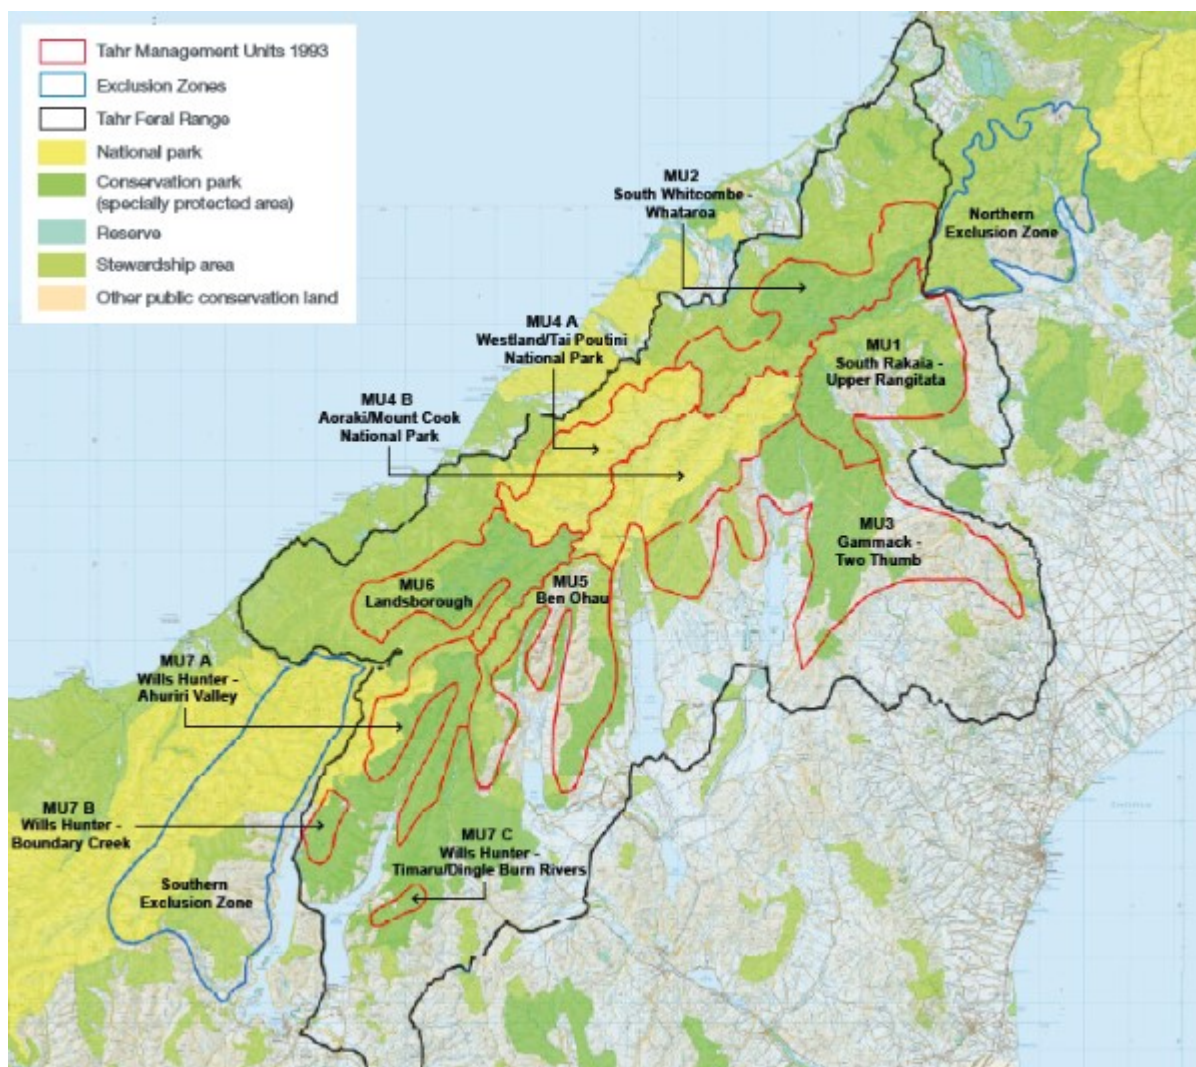 Tahr Management Units 1993
Exclusion Zones
Tahr Feral Range
National park
Conservation park
(specially protected area)
Reserve
Stewardship area
Other public conservation land
MU2
South Whitcombe -
Whataroa
Northern
Exclusion Zone
MU4 A
Westland/Tai Poutini
National Park
MU1
South Rakaia -
Upper Rangitata
MU4 B
Aoraki/Mount Cook
National Park
MU3
Gammack -
Two Thumb
MU6
Landsborough
MU5
Ben Ohau
MU7 A
Wills Hunter -
Ahuriri Valley
MU7 B
Wills Hunter -
Boundary Creek
MU7 C
Wills Hunter -
Timaru/Dingle Burn Rivers
Southern
Exclusion Zone